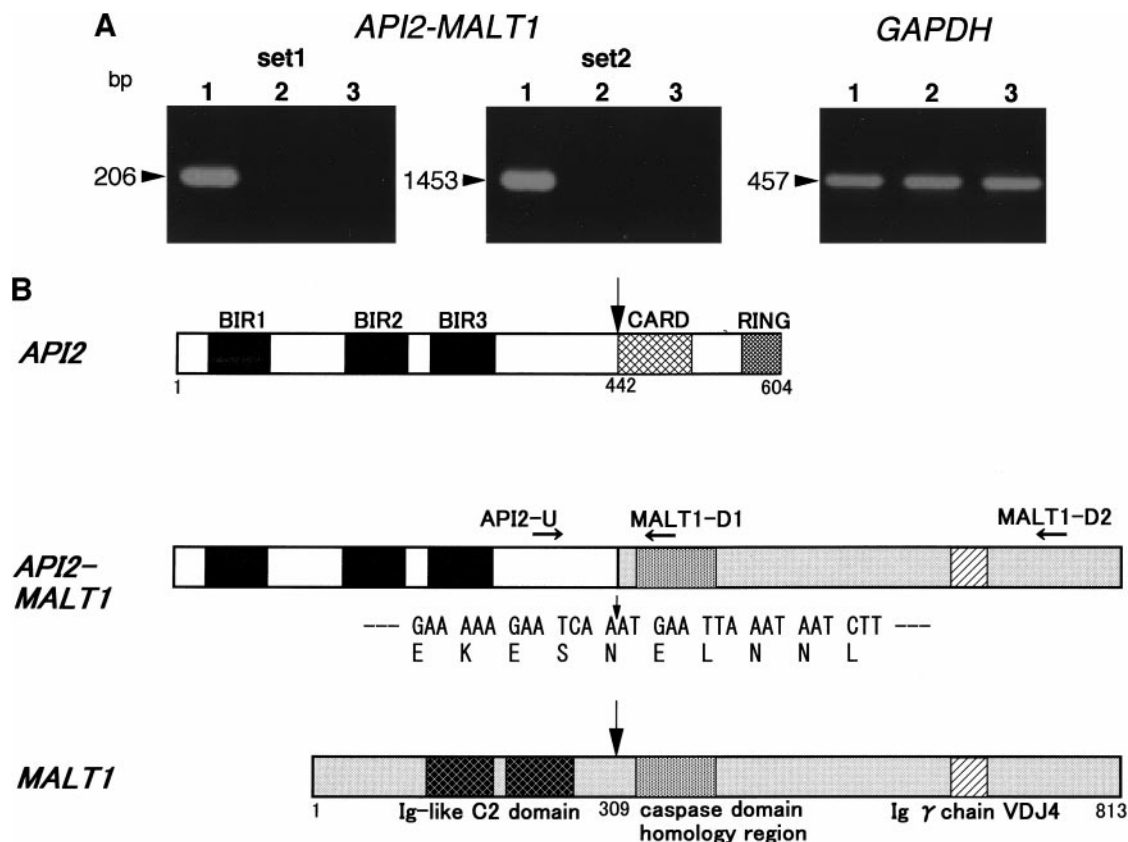 A API2-MALT1 GAPDH
set1 set2
bp 1 2 3 1 2 3 1 2 3
206 1453 457
B
BIR1 BIR2 BIR3 CARD RING
API2
1 442 604
API2-U MALT1-D1 MALT1-D2
API2-
MALT1
--- GAA AAA GAA TCA AAT GAA TTA AAT AAT CTT ---
E K E S N E L N N L
MALT1
1 Ig-like C2 domain 309 caspase domain Ig γ chain VDJ4 813
homology region